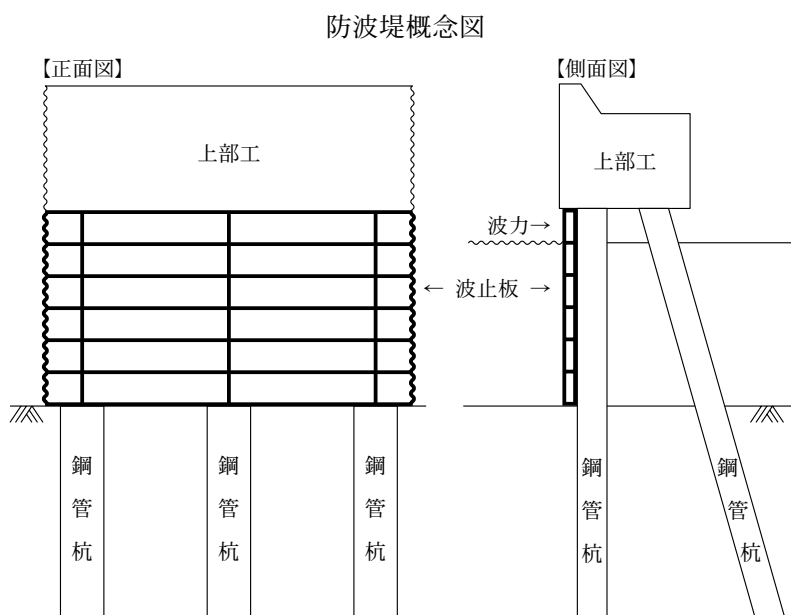 防波堤概念図
【正面図】
【側面図】
上部工
上部工
波力→
← 波止板 →
鋼管杭
鋼管杭
鋼管杭
鋼管杭
鋼管杭